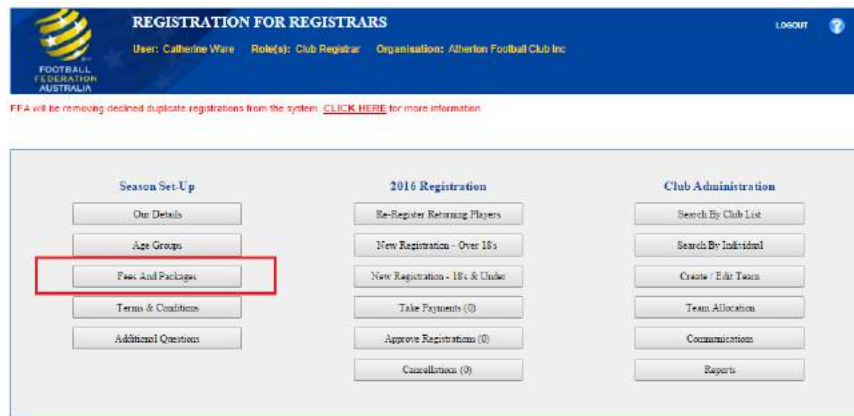 REGISTRATION FOR REGISTRARS
LOGOUT
?
User: Catherine Ware Role(s): Club Registrar Organisation: Atherton Football Club Inc
FOOTBALL
FEDERATION
AUSTRALIA
FFA will be removing declined duplicate registrations from the system. CLICK HERE for more information
Season Set-Up
Our Details
Age Groups
Fees And Packages
Terms & Conditions
Additional Questions
2016 Registration
Re-Register Returning Players
New Registration - Over 18's
New Registration - 18's & Under
Take Payments (0)
Approve Registrations (0)
Cancellations (0)
Club Administration
Search By Club List
Search By Individual
Create / Edit Team
Team Allocation
Communications
Reports